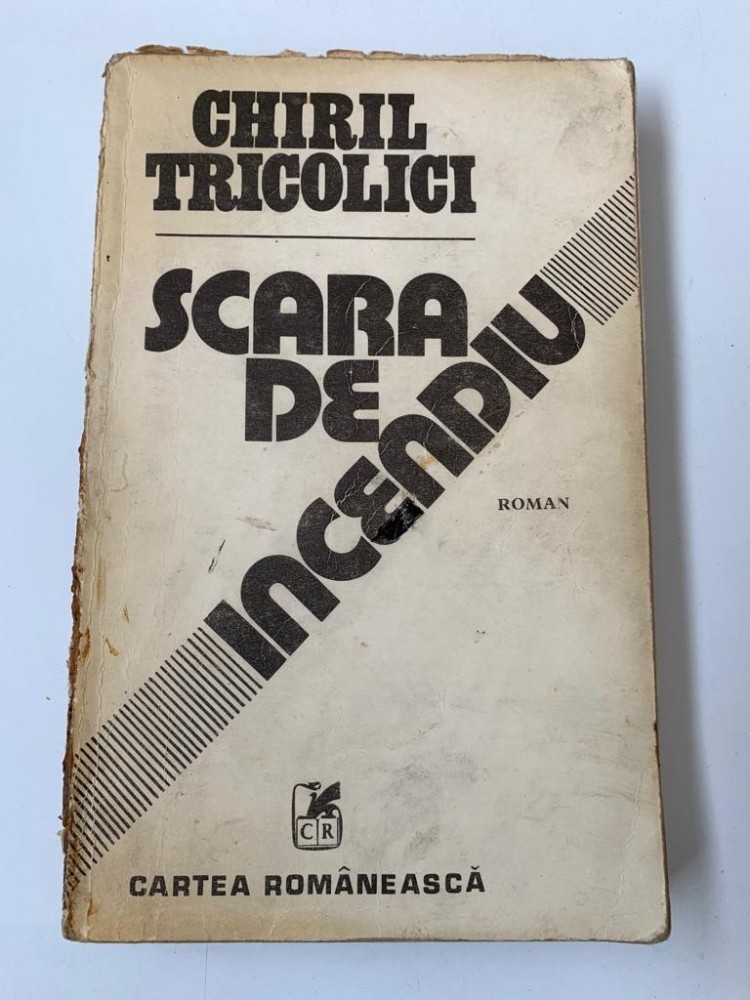 CHIRIL
TRICOLICI
SCARA
DE
INCENDIU
ROMAN
CR
CARTEA ROMÂNEASCĂ